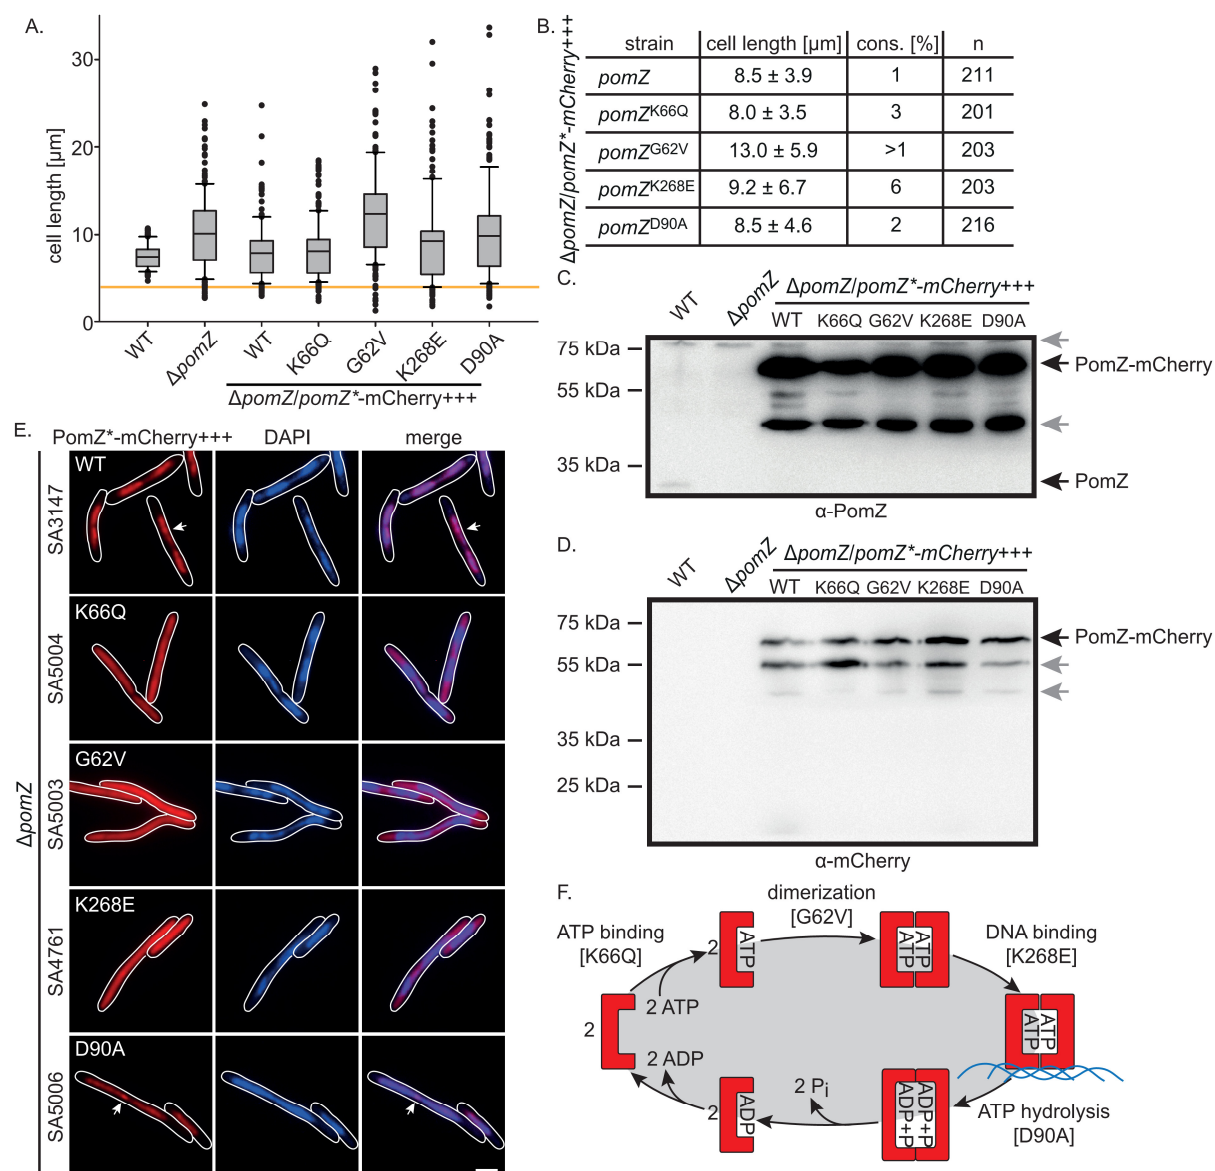 A.
cell length [µm]
30
20
10
0
WT
ΔpomZ
WT
K66Q
G62V
K268E
D90A
ΔpomZ/pomZ*-mCherry+++
B.
ΔpomZ/pomZ*-mCherry+++
strain cell length [µm] cons. [%] n
pomZ 8.5 ± 3.9 1 211
pomZK66Q 8.0 ± 3.5 3 201
pomZG62V 13.0 ± 5.9 >1 203
pomZK268E 9.2 ± 6.7 6 203
pomZD90A 8.5 ± 4.6 2 216
C.
WT
ΔpomZ
ΔpomZ/pomZ*-mCherry+++
WT K66Q G62V K268E D90A
75 kDa
55 kDa
35 kDa
PomZ-mCherry
PomZ
α-PomZ
D.
WT
ΔpomZ
ΔpomZ/pomZ*-mCherry+++
WT K66Q G62V K268E D90A
75 kDa
55 kDa
35 kDa
25 kDa
PomZ-mCherry
α-mCherry
E.
PomZ*-mCherry+++ DAPI merge
ΔpomZ
SA3147
WT
SA5004
K66Q
SA5003
G62V
SA4761
K268E
SA5006
D90A
F.
dimerization
[G62V]
ATP binding
[K66Q]
DNA binding
[K268E]
2
ATP
ATP
ATP
2 ATP
2
ATP
ATP
2 ADP
2
ADP
2 Pi
ADP+P
ADP+P
ATP hydrolysis
[D90A]